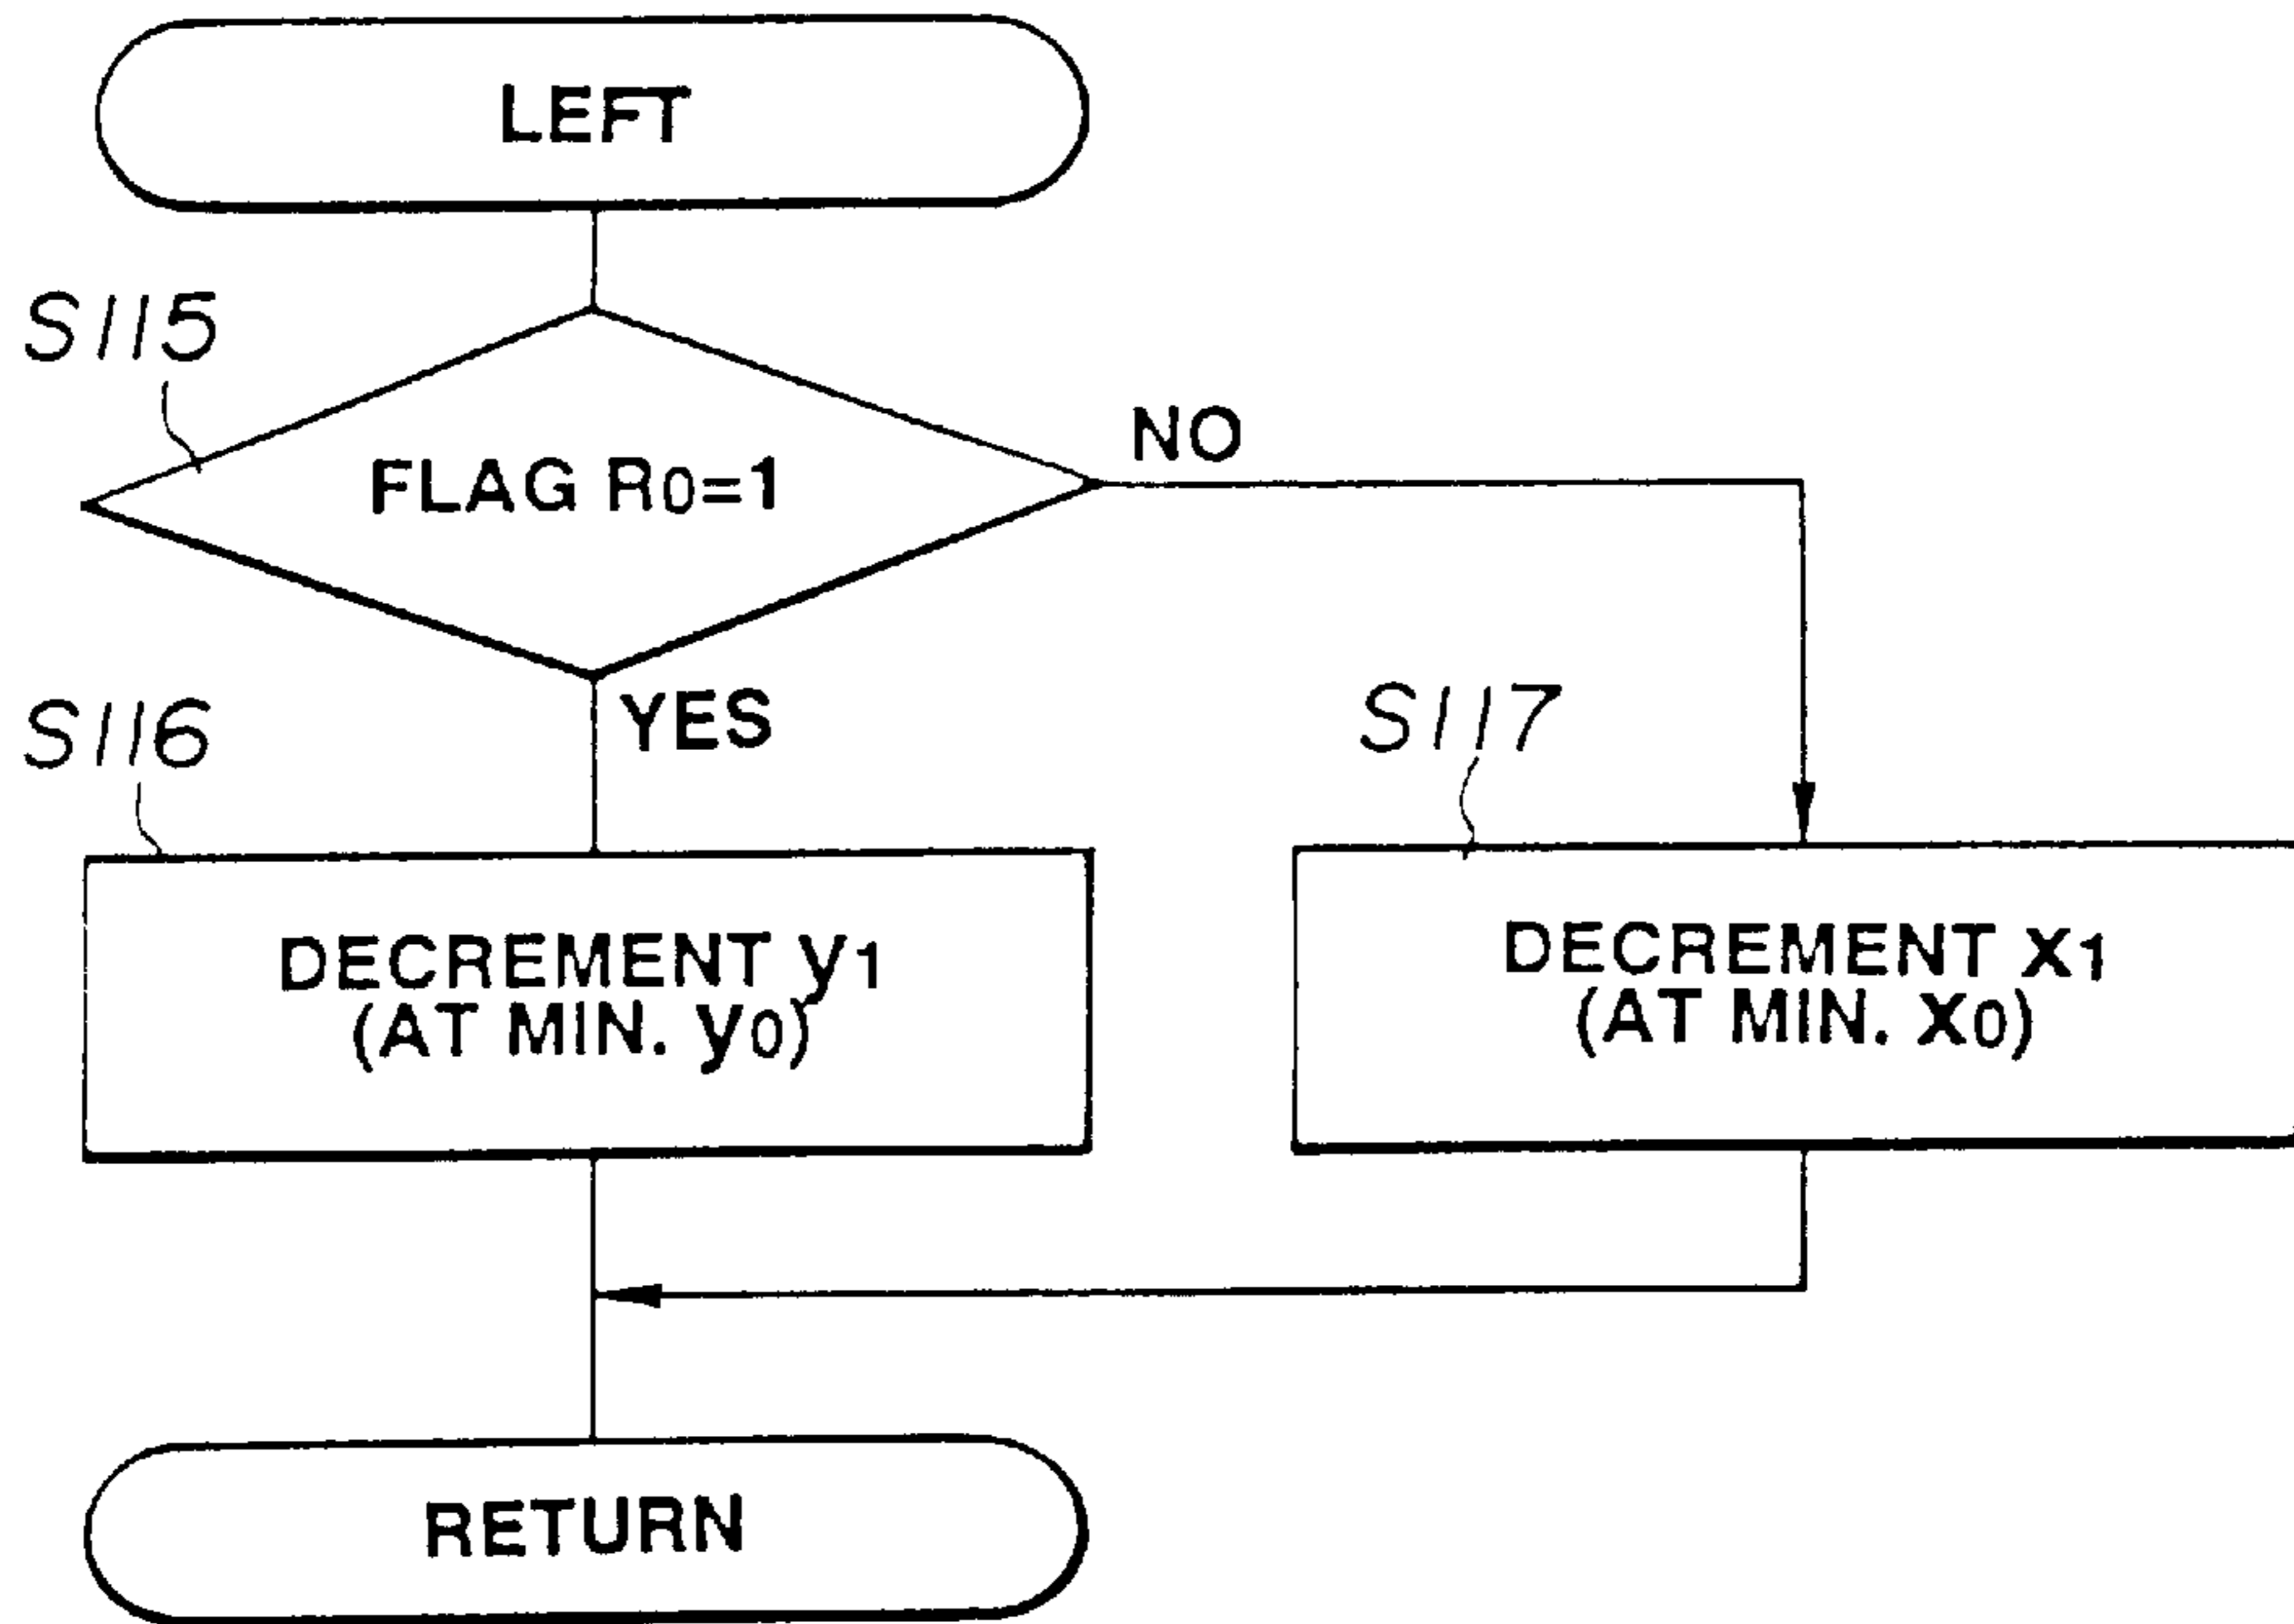 LEFT
S115
FLAG R0=1
NO
YES
S116
S117
DECREMENT y1
(AT MIN. y0)
DECREMENT x1
(AT MIN. x0)
RETURN